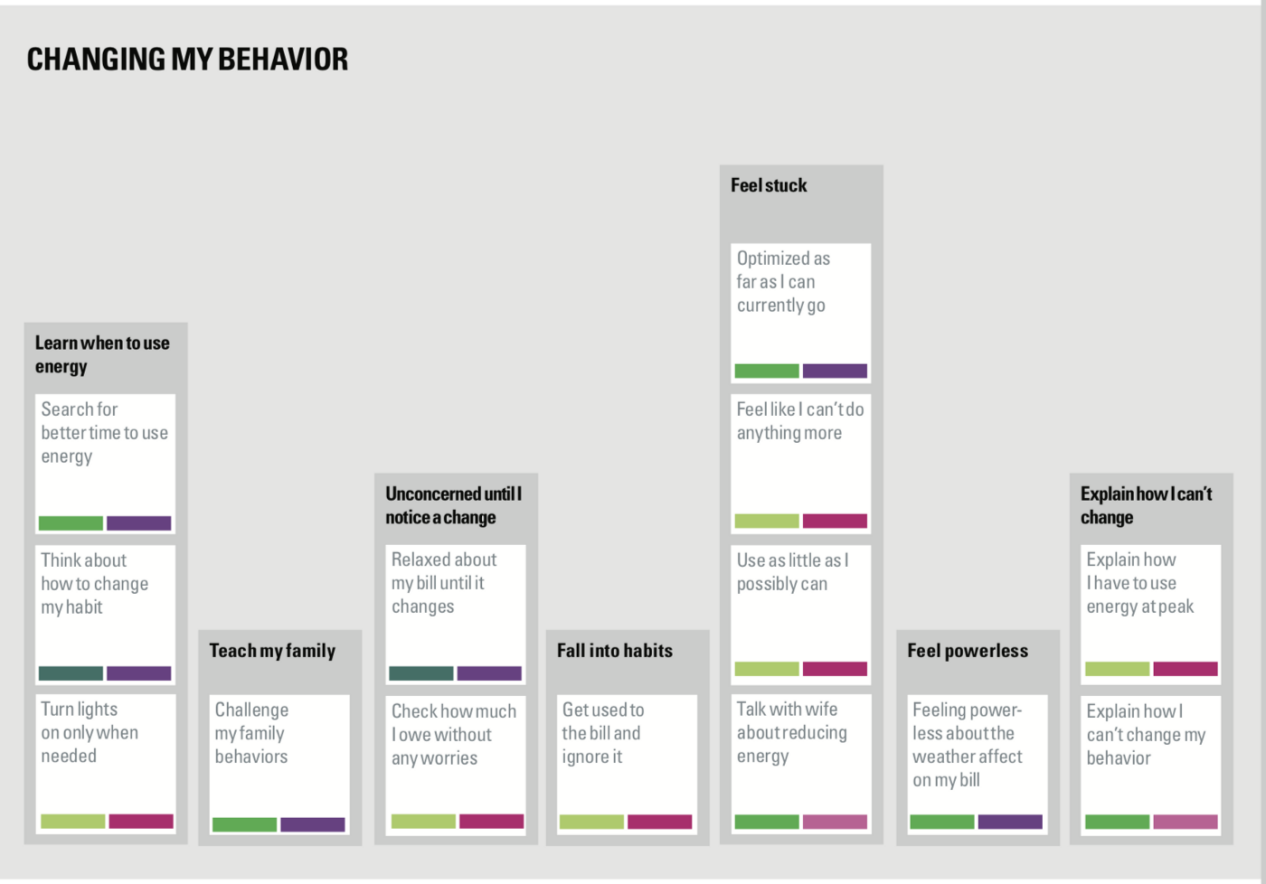 CHANGING MY BEHAVIOR
Learn when to use
energy
Search for
better time to use
energy
Think about
how to change
my habit
Turn lights
on only when
needed
Teach my family
Challenge
my family
behaviors
Unconcerned until I
notice a change
Relaxed about
my bill until it
changes
Check how much
I owe without
any worries
Fall into habits
Get used to
the bill and
ignore it
Feel stuck
Optimized as
far as I can
currently go
Feel like I can't do
anything more
Use as little as I
possibly can
Talk with wife
about reducing
energy
Feel powerless
Feeling power-
less about the
weather affect
on my bill
Explain how I can't
change
Explain how
I have to use
energy at peak
Explain how I
can't change my
behavior